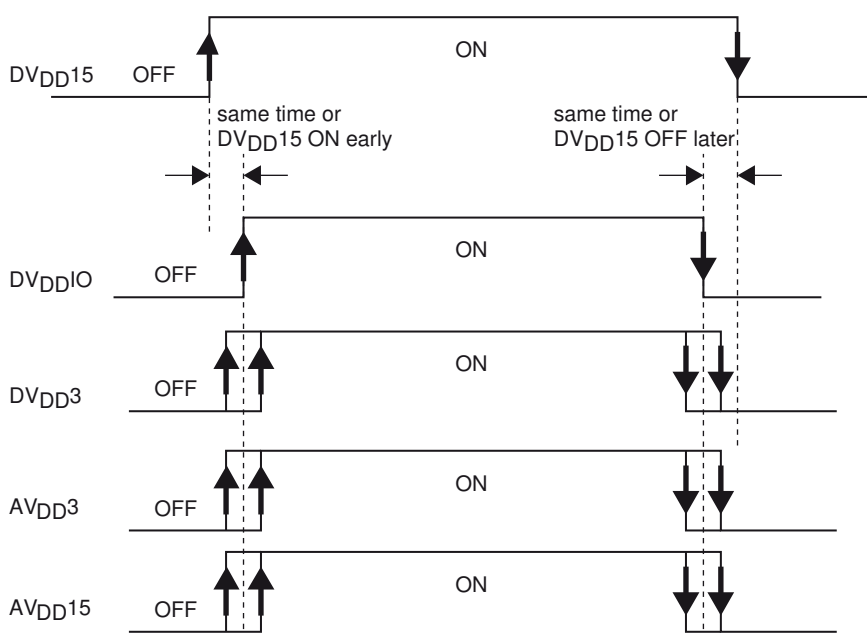 ON
DVDD15 OFF
same time or
DVDD15 ON early
same time or
DVDD15 OFF later
ON
DVDDIO OFF
ON
DVDD3 OFF
ON
AVDD3 OFF
ON
AVDD15 OFF